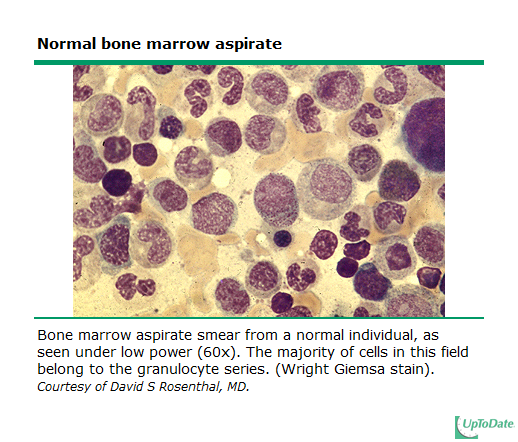 Normal bone marrow aspirate
Bone marrow aspirate smear from a normal individual, as
seen under low power (60x). The majority of cells in this field
belong to the granulocyte series. (Wright Giemsa stain).
Courtesy of David S Rosenthal, MD.
UpToDate